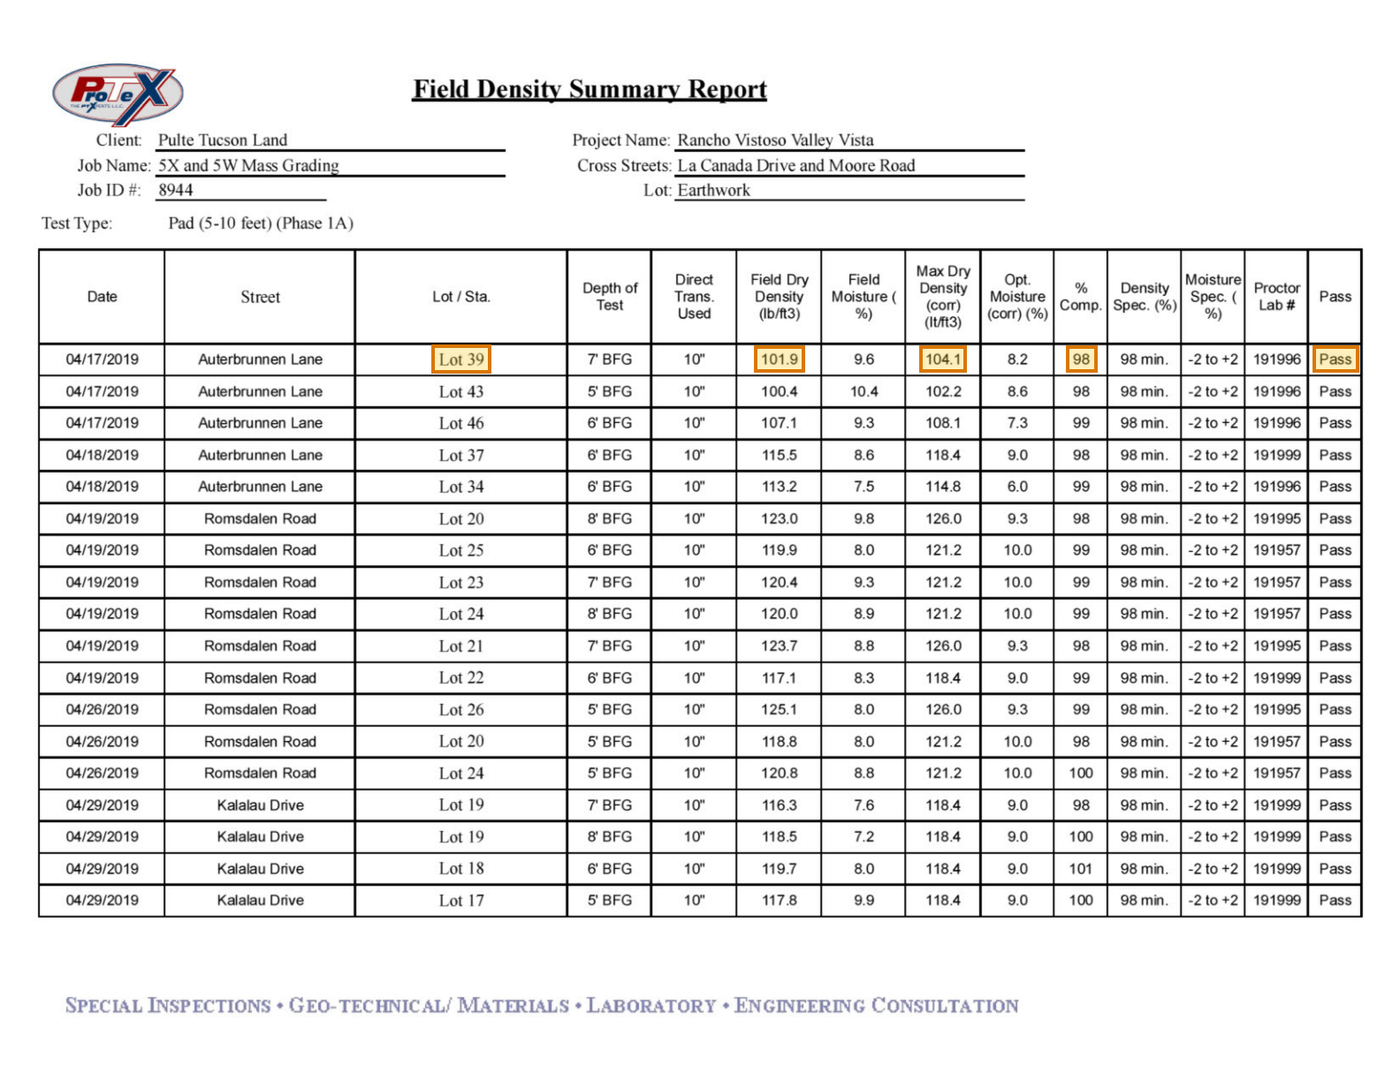 ProTeX
THE PT XPERTS L.L.C.
Field Density Summary Report
Client: Pulte Tucson Land
Project Name: Rancho Vistoso Valley Vista
Job Name: 5X and 5W Mass Grading
Cross Streets: La Canada Drive and Moore Road
Job ID #: 8944
Lot: Earthwork
Test Type: Pad (5-10 feet) (Phase 1A)
Date Street Lot / Sta. Depth of Test Direct Trans. Used Field Dry Density (lb/ft3) Field Moisture ( %) Max Dry Density (corr) (lt/ft3) Opt. Moisture (corr) (%) % Comp. Density Spec. (%) Moisture Spec. ( %) Proctor Lab # Pass
04/17/2019 Auterbrunnen Lane Lot 39 7' BFG 10" 101.9 9.6 104.1 8.2 98 98 min. -2 to +2 191996 Pass
04/17/2019 Auterbrunnen Lane Lot 43 5' BFG 10" 100.4 10.4 102.2 8.6 98 98 min. -2 to +2 191996 Pass
04/17/2019 Auterbrunnen Lane Lot 46 6' BFG 10" 107.1 9.3 108.1 7.3 99 98 min. -2 to +2 191996 Pass
04/18/2019 Auterbrunnen Lane Lot 37 6' BFG 10" 115.5 8.6 118.4 9.0 98 98 min. -2 to +2 191999 Pass
04/18/2019 Auterbrunnen Lane Lot 34 6' BFG 10" 113.2 7.5 114.8 6.0 99 98 min. -2 to +2 191996 Pass
04/19/2019 Romsdalen Road Lot 20 8' BFG 10" 123.0 9.8 126.0 9.3 98 98 min. -2 to +2 191995 Pass
04/19/2019 Romsdalen Road Lot 25 6' BFG 10" 119.9 8.0 121.2 10.0 99 98 min. -2 to +2 191957 Pass
04/19/2019 Romsdalen Road Lot 23 7' BFG 10" 120.4 9.3 121.2 10.0 99 98 min. -2 to +2 191957 Pass
04/19/2019 Romsdalen Road Lot 24 8' BFG 10" 120.0 8.9 121.2 10.0 99 98 min. -2 to +2 191957 Pass
04/19/2019 Romsdalen Road Lot 21 7' BFG 10" 123.7 8.8 126.0 9.3 98 98 min. -2 to +2 191995 Pass
04/19/2019 Romsdalen Road Lot 22 6' BFG 10" 117.1 8.3 118.4 9.0 99 98 min. -2 to +2 191999 Pass
04/26/2019 Romsdalen Road Lot 26 5' BFG 10" 125.1 8.0 126.0 9.3 99 98 min. -2 to +2 191995 Pass
04/26/2019 Romsdalen Road Lot 20 5' BFG 10" 118.8 8.0 121.2 10.0 98 98 min. -2 to +2 191957 Pass
04/26/2019 Romsdalen Road Lot 24 5' BFG 10" 120.8 8.8 121.2 10.0 100 98 min. -2 to +2 191957 Pass
04/29/2019 Kalalau Drive Lot 19 7' BFG 10" 116.3 7.6 118.4 9.0 98 98 min. -2 to +2 191999 Pass
04/29/2019 Kalalau Drive Lot 19 8' BFG 10" 118.5 7.2 118.4 9.0 100 98 min. -2 to +2 191999 Pass
04/29/2019 Kalalau Drive Lot 18 6' BFG 10" 119.7 8.0 118.4 9.0 101 98 min. -2 to +2 191999 Pass
04/29/2019 Kalalau Drive Lot 17 5' BFG 10" 117.8 9.9 118.4 9.0 100 98 min. -2 to +2 191999 Pass
SPECIAL INSPECTIONS • GEO-TECHNICAL/ MATERIALS • LABORATORY • ENGINEERING CONSULTATION